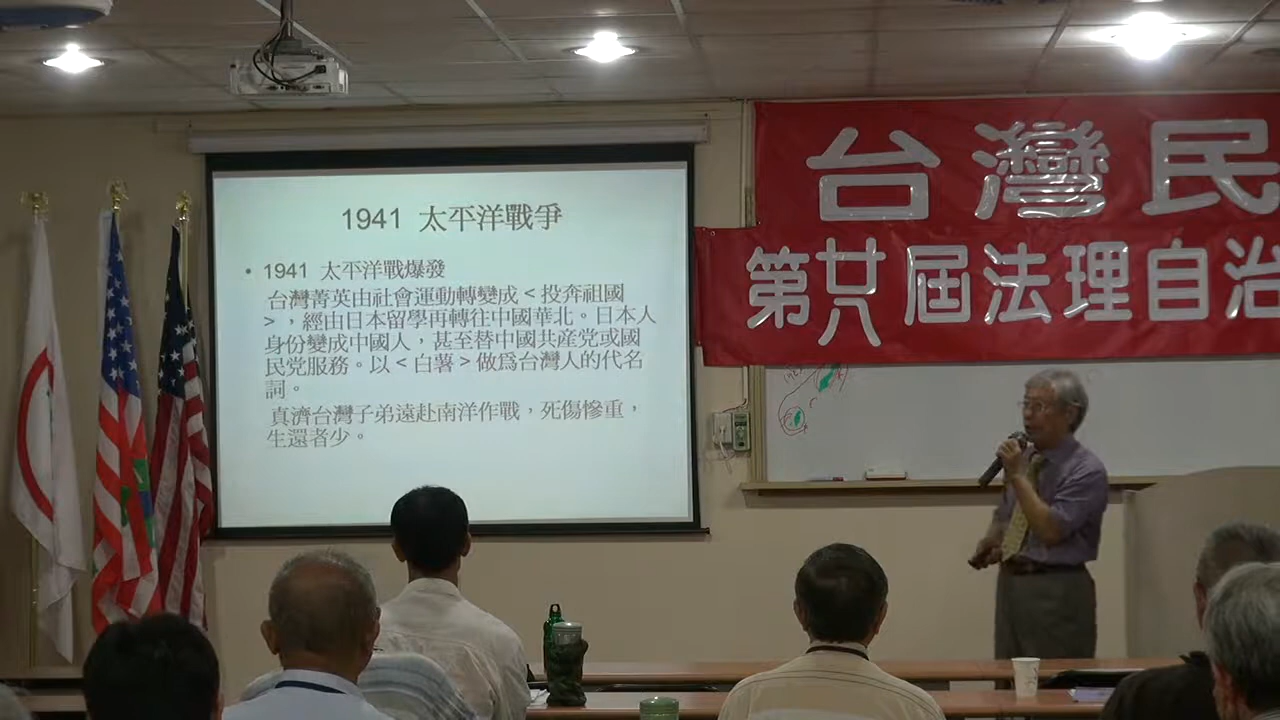 1941 太平洋戰爭
• 1941 太平洋戰爆發
台灣菁英由社會運動轉變成＜投奔祖國
＞，經由日本留學再轉往中國華北。日本人
身份變成中國人，甚至替中國共産党或國
民党服務。以＜白薯＞做爲台灣人的代名
詞。
真濟台灣子弟遠赴南洋作戰，死傷慘重，
生還者少。
台灣民
第廿八屆法理自治